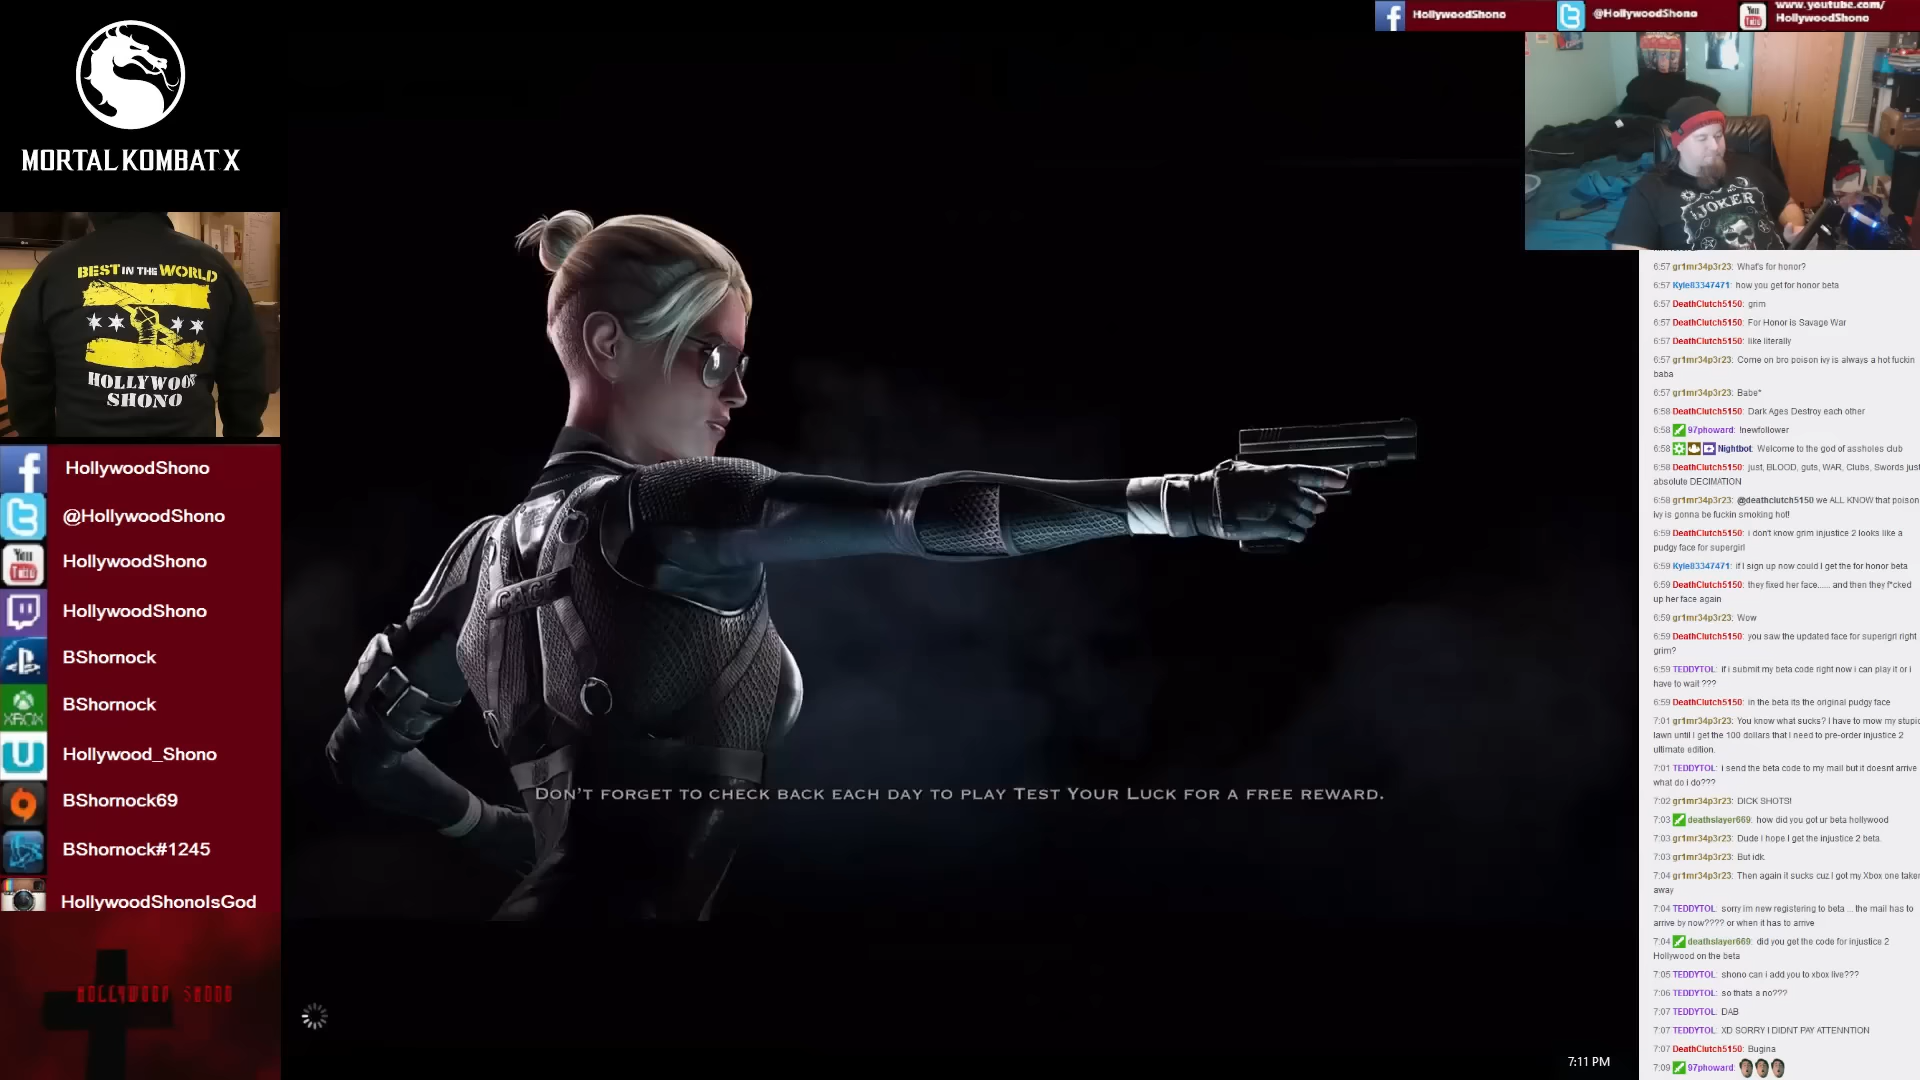 HollywoodShono
@HollywoodShono
www.youtube.com/
HollywoodShono
MORTAL KOMBAT X
BEST IN THE WORLD
HOLLYWOOD
SHONO
JOKER
HollywoodShono
@HollywoodShono
HollywoodShono
HollywoodShono
BShornock
BShornock
Hollywood_Shono
BShornock69
BShornock#1245
HollywoodShonoIsGod
HOLLYWOOD SHONO
CAGE
DON'T FORGET TO CHECK BACK EACH DAY TO PLAY TEST YOUR LUCK FOR A FREE REWARD.
7:11 PM
6:57 gr1mr34p3r23: What's for honor?
6:57 Kyle83347471: how you get for honor beta
6:57 DeathClutch5150: grim
6:57 DeathClutch5150: For Honor is Savage War
6:57 DeathClutch5150: like literally
6:57 gr1mr34p3r23: Come on bro poison ivy is always a hot fuckin
baba
6:57 gr1mr34p3r23: Babe*
6:58 DeathClutch5150: Dark Ages Destroy each other
6:58 97phoward: !newfollower
6:58 Nightbot: Welcome to the god of assholes club
6:58 DeathClutch5150: just, BLOOD, guts, WAR, Clubs, Swords just
absolute DECIMATION
6:58 gr1mr34p3r23: @deathclutch5150 we ALL KNOW that poison
ivy is gonna be fuckin smoking hot!
6:59 DeathClutch5150: i don't know grim injustice 2 looks like a
pudgy face for supergirl
6:59 Kyle83347471: if I sign up now could I get the for honor beta
6:59 DeathClutch5150: they fixed her face...... and then they f*cked
up her face again
6:59 gr1mr34p3r23: Wow
6:59 DeathClutch5150: you saw the updated face for superigrl right
grim?
6:59 TEDDYTOL: if i submit my beta code right now i can play it or i
have to wait ???
6:59 DeathClutch5150: in the beta its the original pudgy face
7:01 gr1mr34p3r23: You know what sucks? I have to mow my stupid
lawn until I get the 100 dollars that I need to pre-order injustice 2
ultimate edition.
7:01 TEDDYTOL: i send the beta code to my mail but it doesnt arrive
what do i do???
7:02 gr1mr34p3r23: DICK SHOTS!
7:03 deathslayer669: how did you got ur beta hollywood
7:03 gr1mr34p3r23: Dude I hope I get the injustice 2 beta.
7:03 gr1mr34p3r23: But idk.
7:04 gr1mr34p3r23: Then again it sucks cuz I got my Xbox one taken
away
7:04 TEDDYTOL: sorry im new registering to beta ... the mail has to
arrive by now???? or when it has to arrive
7:04 deathslayer669: did you get the code for injustice 2
Hollywood on the beta
7:05 TEDDYTOL: shono can i add you to xbox live???
7:06 TEDDYTOL: so thats a no???
7:07 TEDDYTOL: DAB
7:07 TEDDYTOL: XD SORRY I DIDNT PAY ATTENNTION
7:07 DeathClutch5150: Bugina
7:09 97phoward: